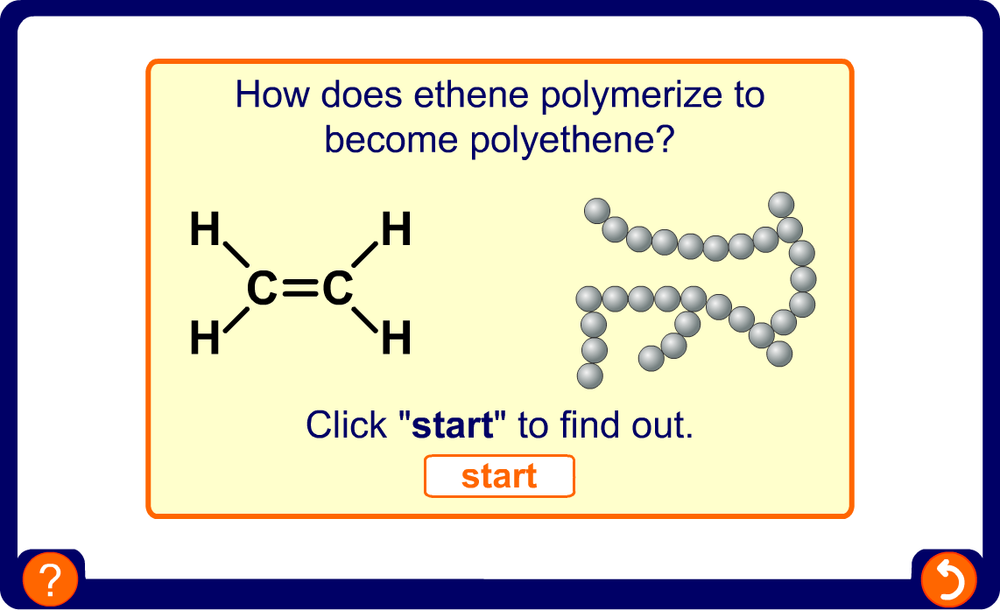 How does ethene polymerize to
become polyethene?
H H
C=C
H H
Click "start" to find out.
start
?